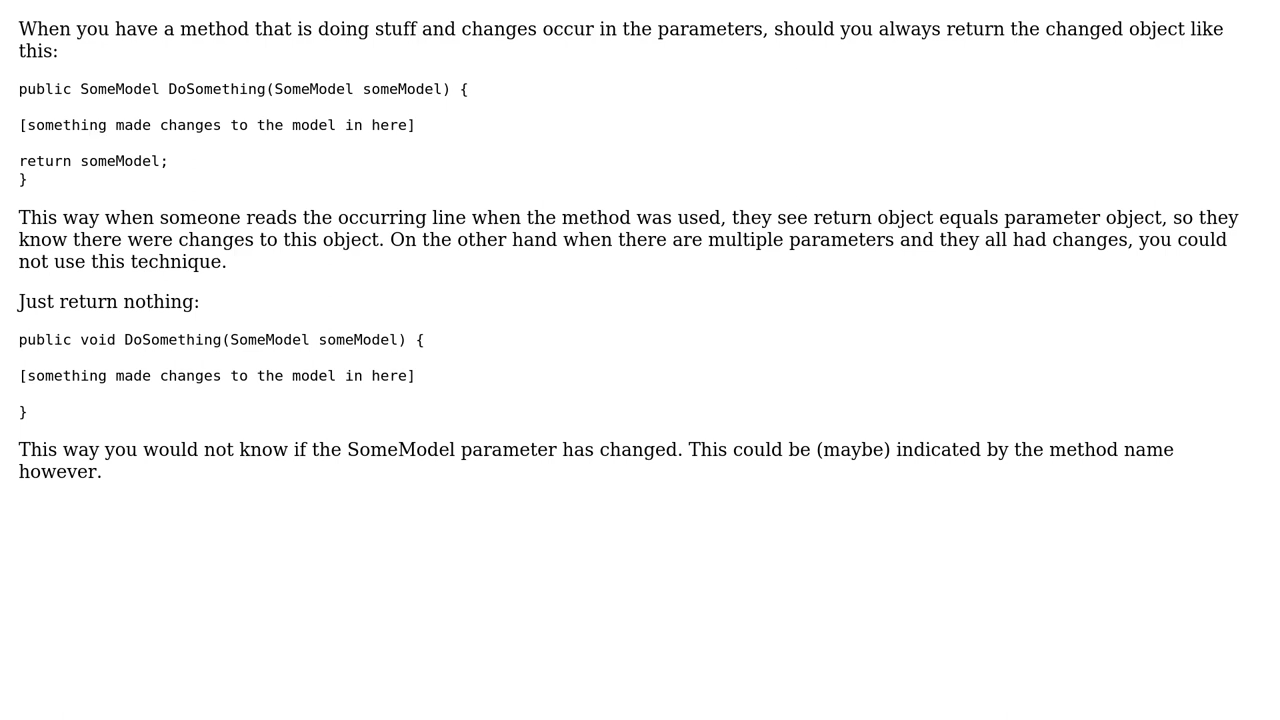 When you have a method that is doing stuff and changes occur in the parameters, should you always return the changed object like
this:
public SomeModel DoSomething(SomeModel someModel) {
[something made changes to the model in here]
return someModel;
}
This way when someone reads the occurring line when the method was used, they see return object equals parameter object, so they
know there were changes to this object. On the other hand when there are multiple parameters and they all had changes, you could
not use this technique.
Just return nothing:
public void DoSomething(SomeModel someModel) {
[something made changes to the model in here]
}
This way you would not know if the SomeModel parameter has changed. This could be (maybe) indicated by the method name
however.